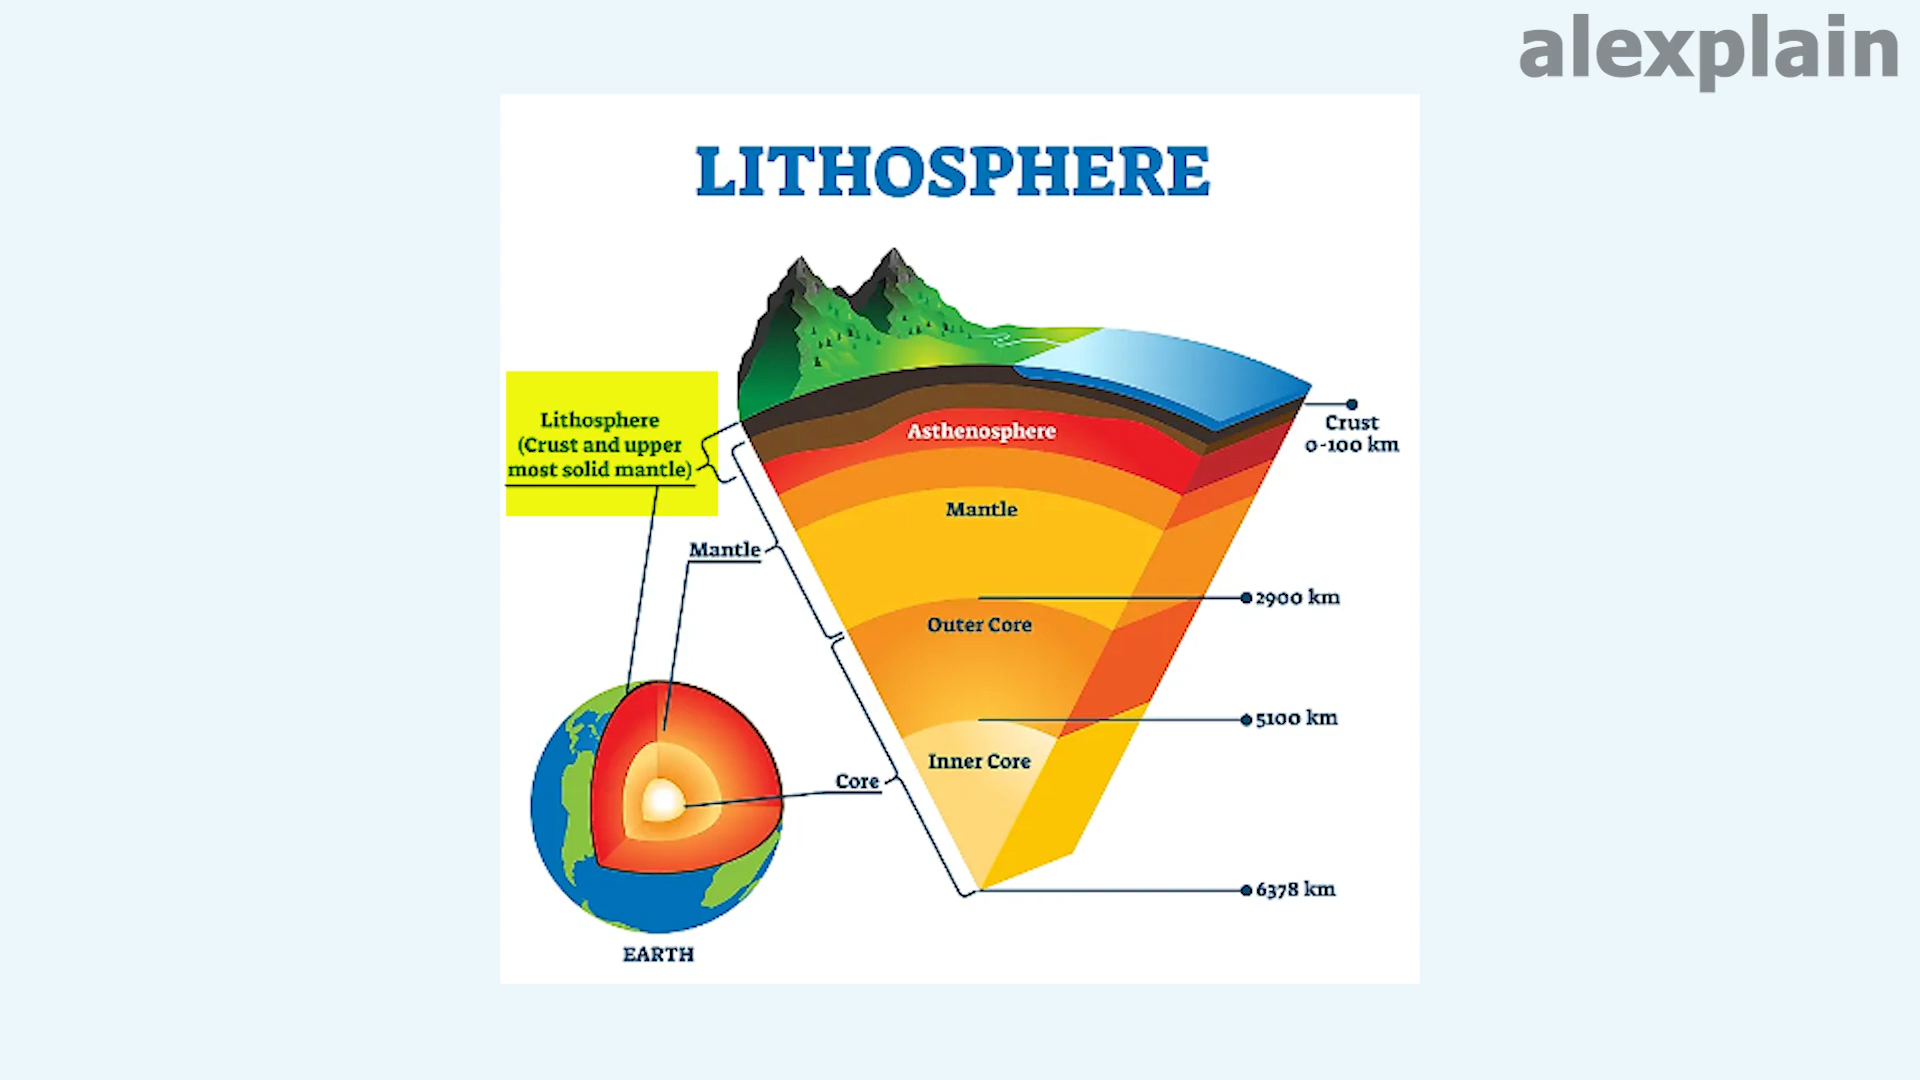 alexplain
LITHOSPHERE
Lithosphere
(Crust and upper
most solid mantle)
Asthenosphere
Crust
0-100 km
Mantle
Mantle
2900 km
Outer Core
5100 km
Inner Core
Core
6378 km
EARTH